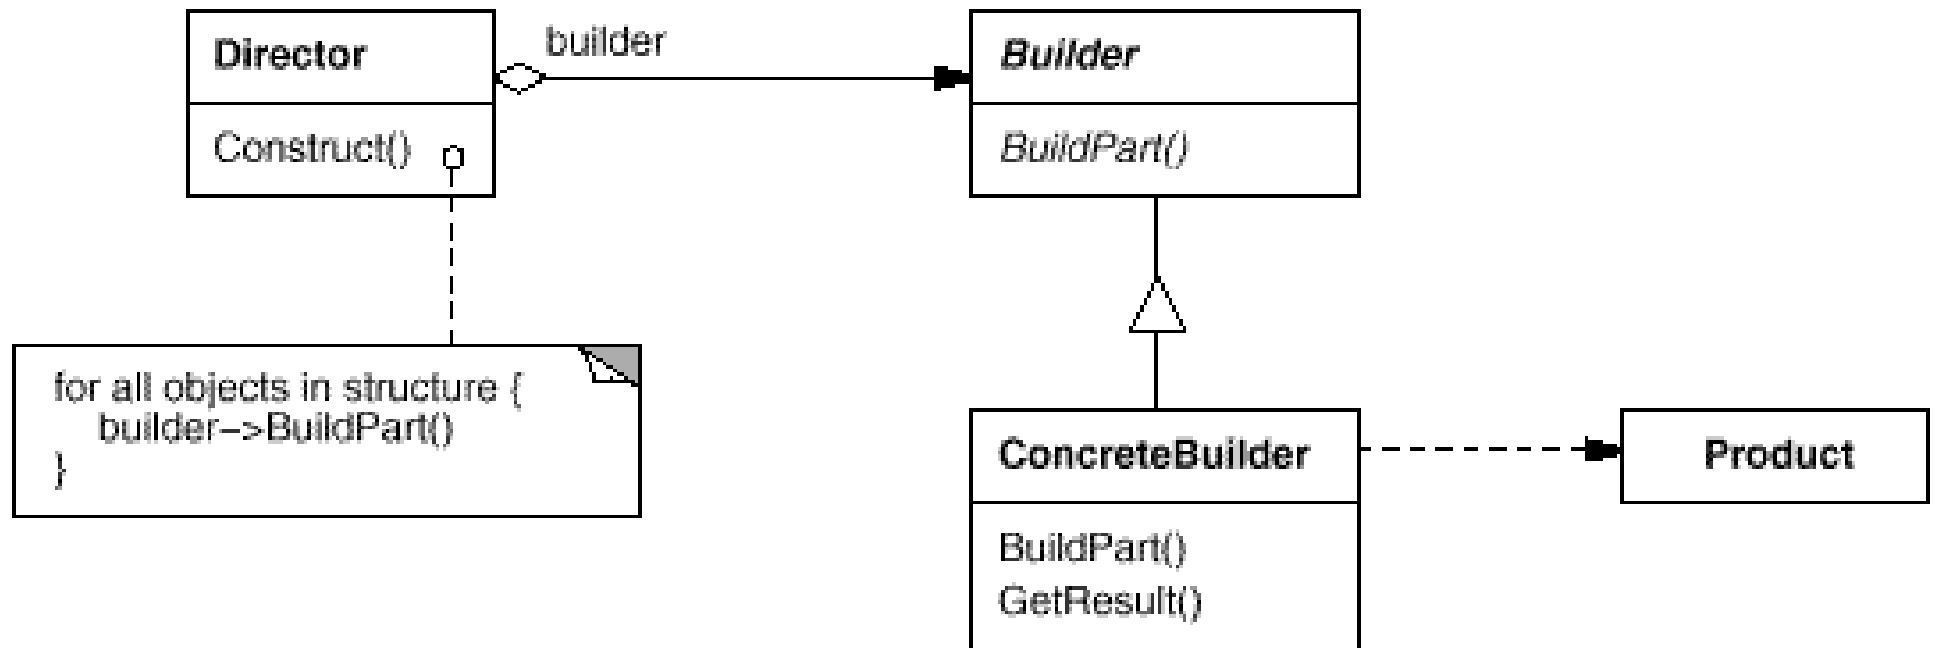 Director
builder
Builder
Construct()
BuildPart()
for all objects in structure {
builder–>BuildPart()
}
ConcreteBuilder
Product
BuildPart()
GetResult()